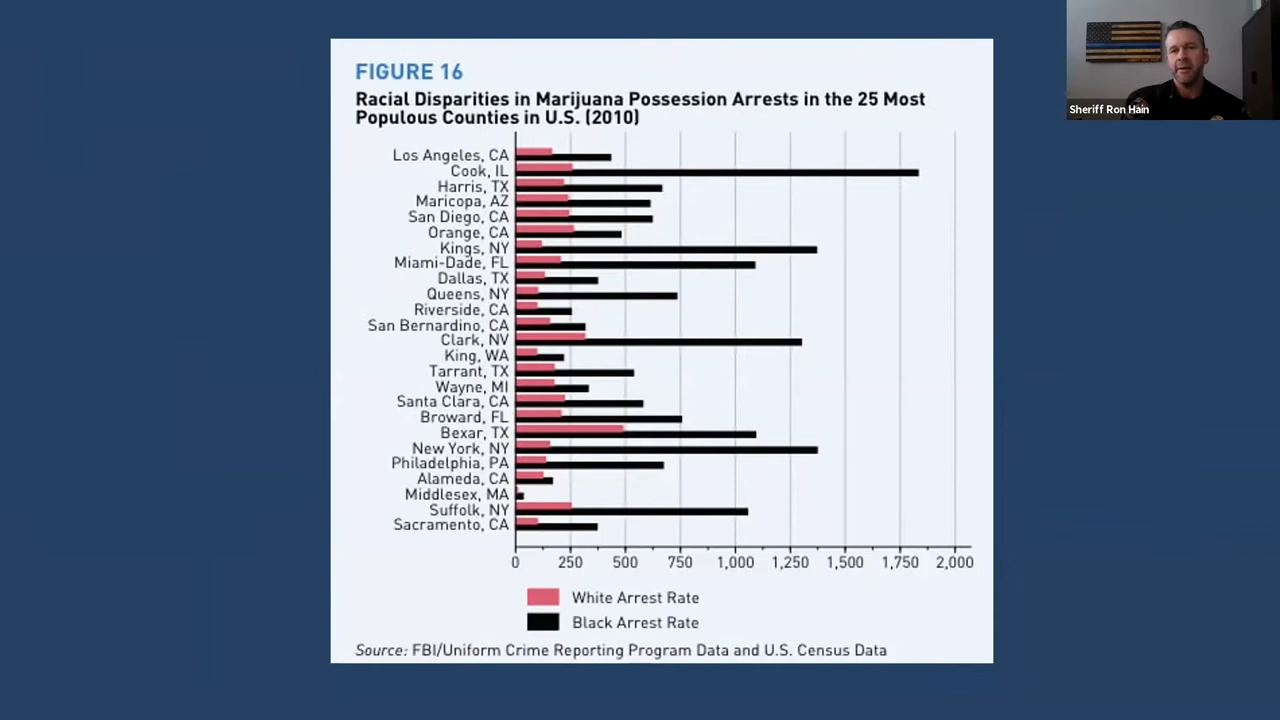 Sheriff Ron Hain
FIGURE 16
Racial Disparities in Marijuana Possession Arrests in the 25 Most
Populous Counties in U.S. (2010)
Los Angeles, CA
Cook, IL
Harris, TX
Maricopa, AZ
San Diego, CA
Orange, CA
Kings, NY
Miami-Dade, FL
Dallas, TX
Queens, NY
Riverside, CA
San Bernardino, CA
Clark, NV
King, WA
Tarrant, TX
Wayne, MI
Santa Clara, CA
Broward, FL
Bexar, TX
New York, NY
Philadelphia, PA
Alameda, CA
Middlesex, MA
Suffolk, NY
Sacramento, CA
0 250 500 750 1,000 1,250 1,500 1,750 2,000
White Arrest Rate
Black Arrest Rate
Source: FBI/Uniform Crime Reporting Program Data and U.S. Census Data